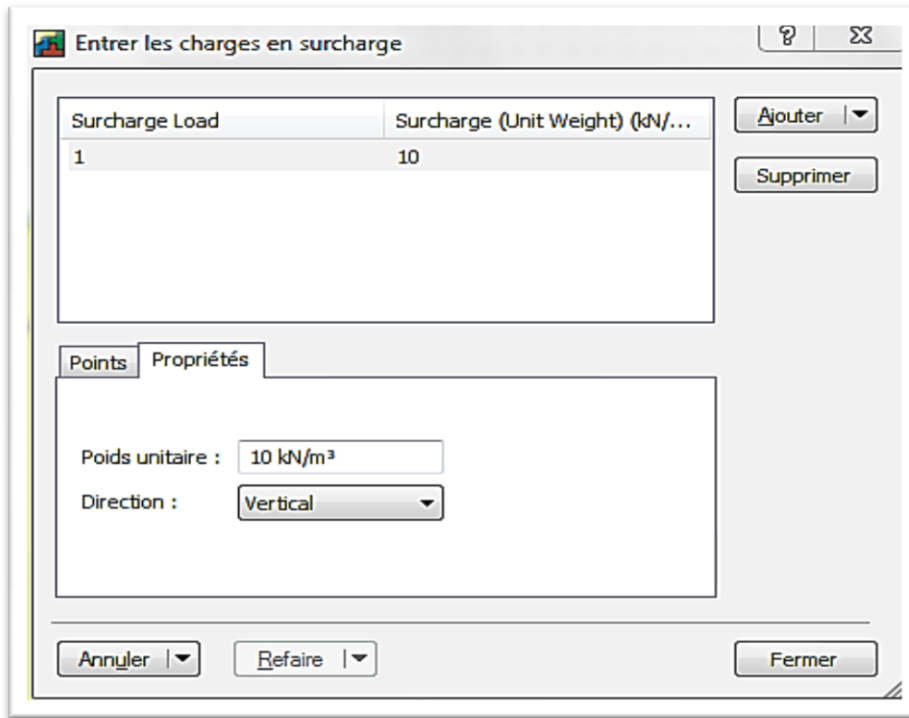 Entrer les charges en surcharge
Surcharge Load Surcharge (Unit Weight) (kN/...
1 10
Ajouter
Supprimer
Points Propriétés
Poids unitaire : 10 kN/m³
Direction : Vertical
Annuler Refaire Fermer